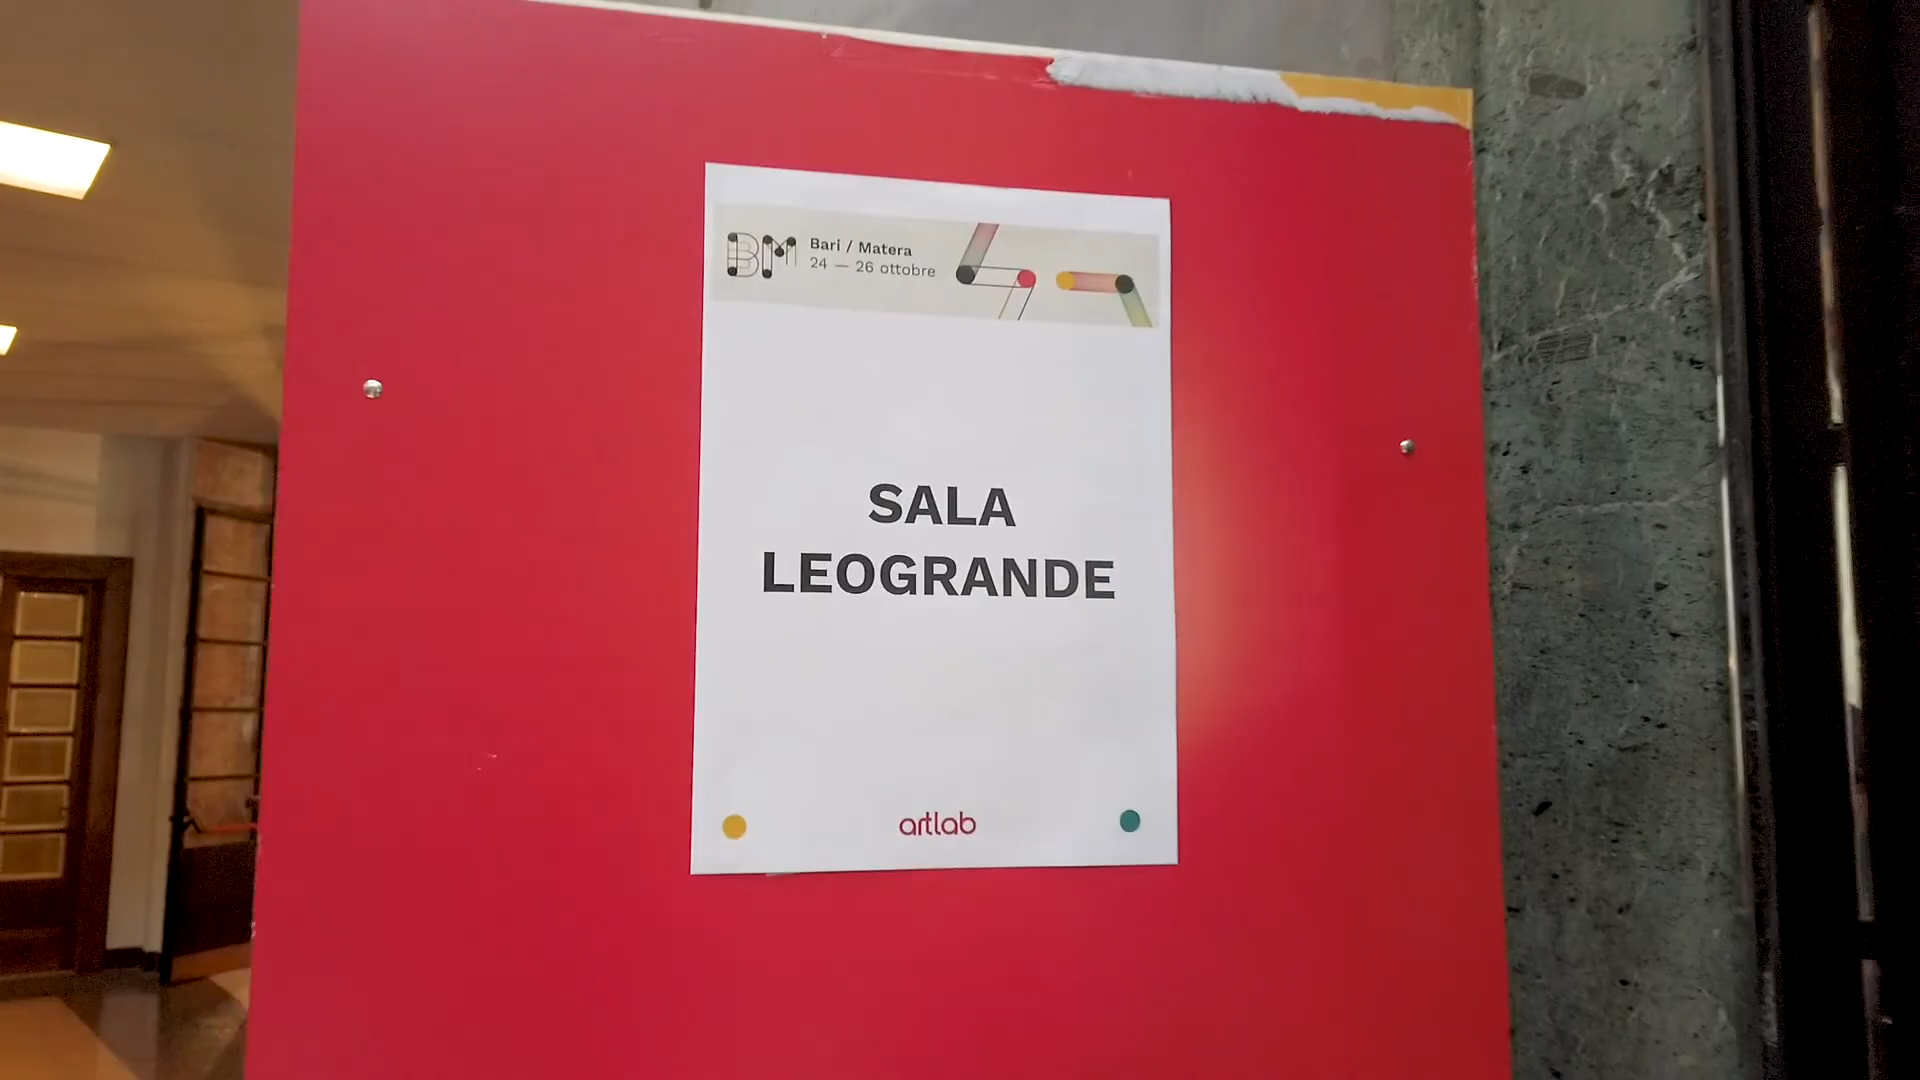 BM
Bari / Matera
24 — 26 ottobre
SALA
LEOGRANDE
artlab